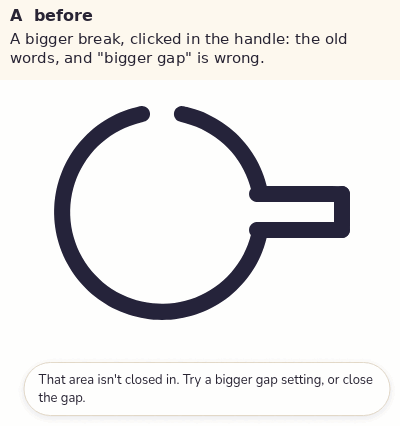 A before
A bigger break, clicked in the handle: the old
words, and "bigger gap" is wrong.
That area isn't closed in. Try a bigger gap setting, or close
the gap.